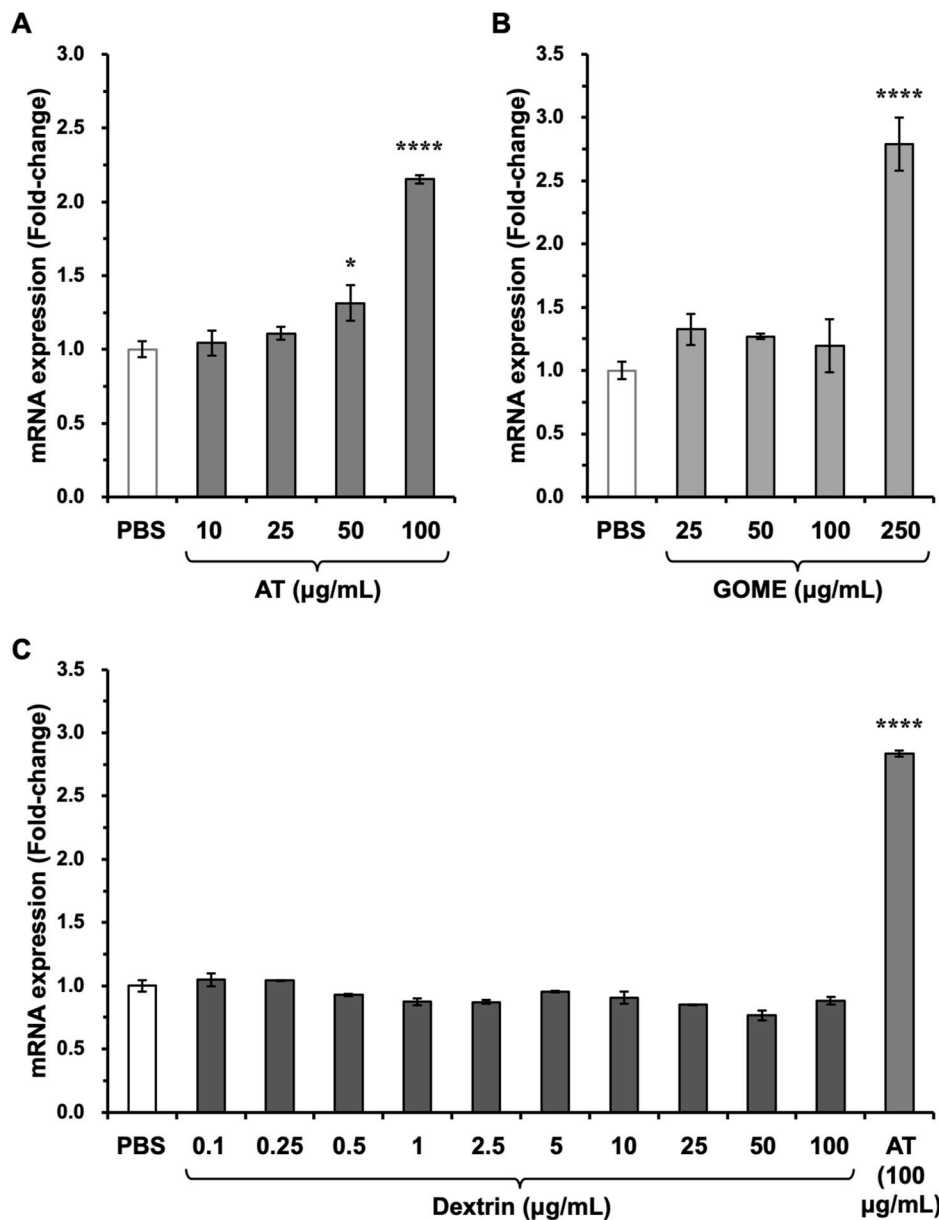 A
mRNA expression (Fold-change)
3.0
2.5
2.0
1.5
1.0
0.5
0.0
*
****
PBS 10 25 50 100
AT (µg/mL)
B
mRNA expression (Fold-change)
3.5
3.0
2.5
2.0
1.5
1.0
0.5
0.0
****
PBS 25 50 100 250
GOME (µg/mL)
C
mRNA expression (Fold-change)
3.5
3.0
2.5
2.0
1.5
1.0
0.5
0.0
****
PBS 0.1 0.25 0.5 1 2.5 5 10 25 50 100 AT
(100
µg/mL)
Dextrin (µg/mL)